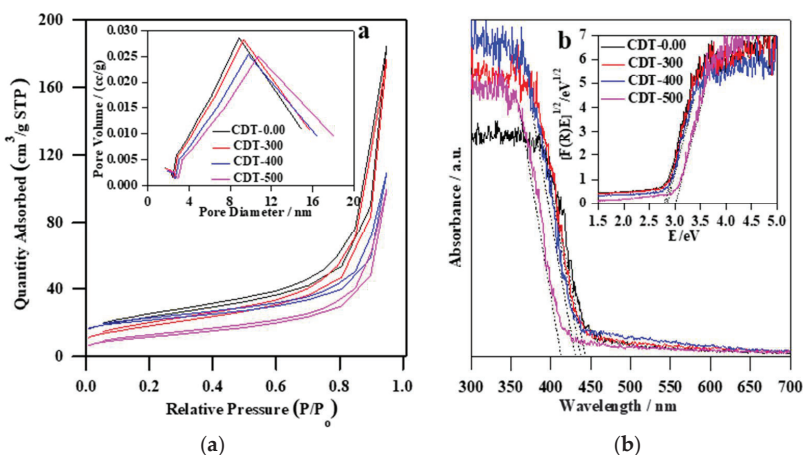 200
160
120
80
40
0
Quantity Adsorbed (cm³/g STP)
0.0 0.2 0.4 0.6 0.8 1.0
Relative Pressure (P/Pₒ)
a
0.030
0.025
0.020
0.015
0.010
0.005
0.000
Pore Volume / (cc/g)
CDT-0.00
CDT-300
CDT-400
CDT-500
0 4 8 12 16 20
Pore Diameter / nm
(a)
Absorbance / a.u.
300 350 400 450 500 550 600 650 700
Wavelength / nm
b
7
6
5
4
3
2
1
0
[F(R)E]¹/²/eV¹/²
CDT-0.00
CDT-300
CDT-400
CDT-500
1.5 2.0 2.5 3.0 3.5 4.0 4.5 5.0
E/eV
(b)